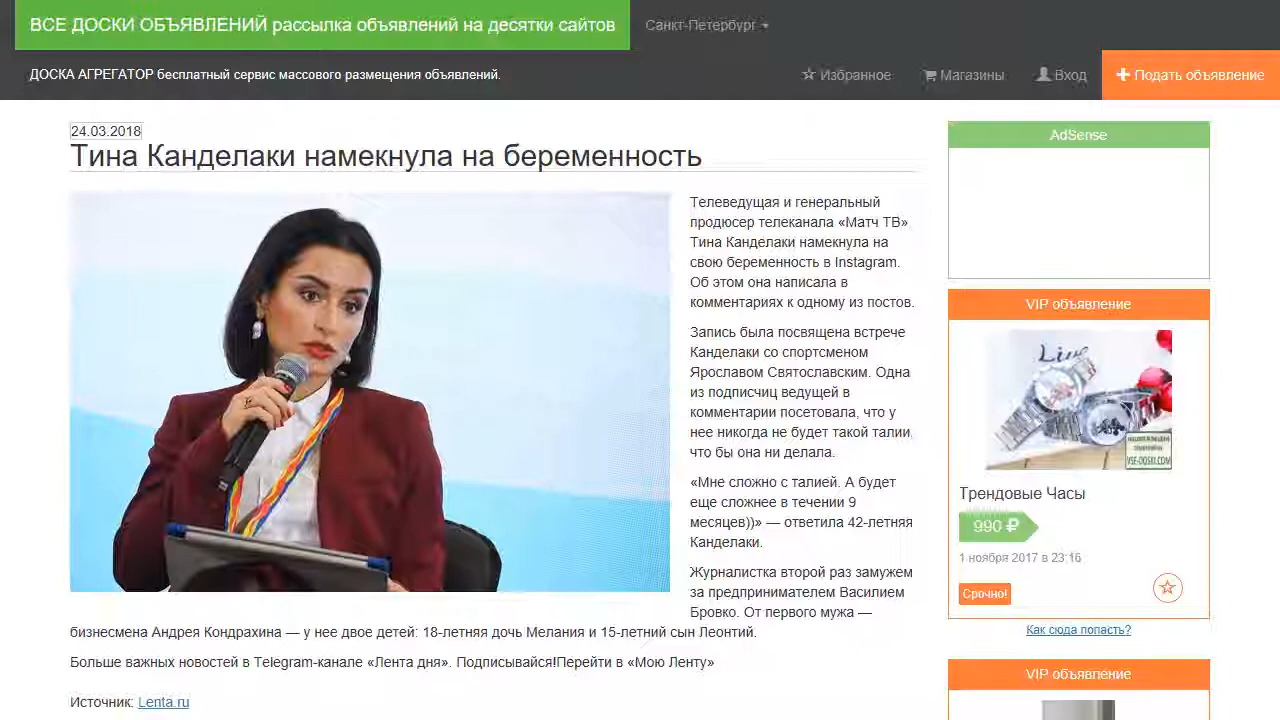 ВСЕ ДОСКИ ОБЪЯВЛЕНИЙ рассылка объявлений на десятки сайтов
Санкт-Петербург
ДОСКА АГРЕГАТОР бесплатный сервис массового размещения объявлений.
Избранное
Магазины
Вход
Подать объявление
24.03.2018
Тина Канделаки намекнула на беременность
Телеведущая и генеральный
продюсер телеканала «Матч ТВ»
Тина Канделаки намекнула на
свою беременность в Instagram.
Об этом она написала в
комментариях к одному из постов.
Запись была посвящена встрече
Канделаки со спортсменом
Ярославом Святославским. Одна
из подписчиц ведущей в
комментарии посетовала, что у
нее никогда не будет такой талии,
что бы она ни делала.
«Мне сложно с талией. А будет
еще сложнее в течении 9
месяцев))» — ответила 42-летняя
Канделаки.
Журналистка второй раз замужем
за предпринимателем Василием
Бровко. От первого мужа —
бизнесмена Андрея Кондрахина — у нее двое детей: 18-летняя дочь Мелания и 15-летний сын Леонтий.
Больше важных новостей в Telegram-канале «Лента дня». Подписывайся!Перейти в «Мою Ленту»
Источник: Lenta.ru
AdSense
VIP объявление
VSE-DOSKI.COM
Трендовые Часы
990 ₽
1 ноября 2017 в 23:16
Срочно!
Как сюда попасть?
VIP объявление